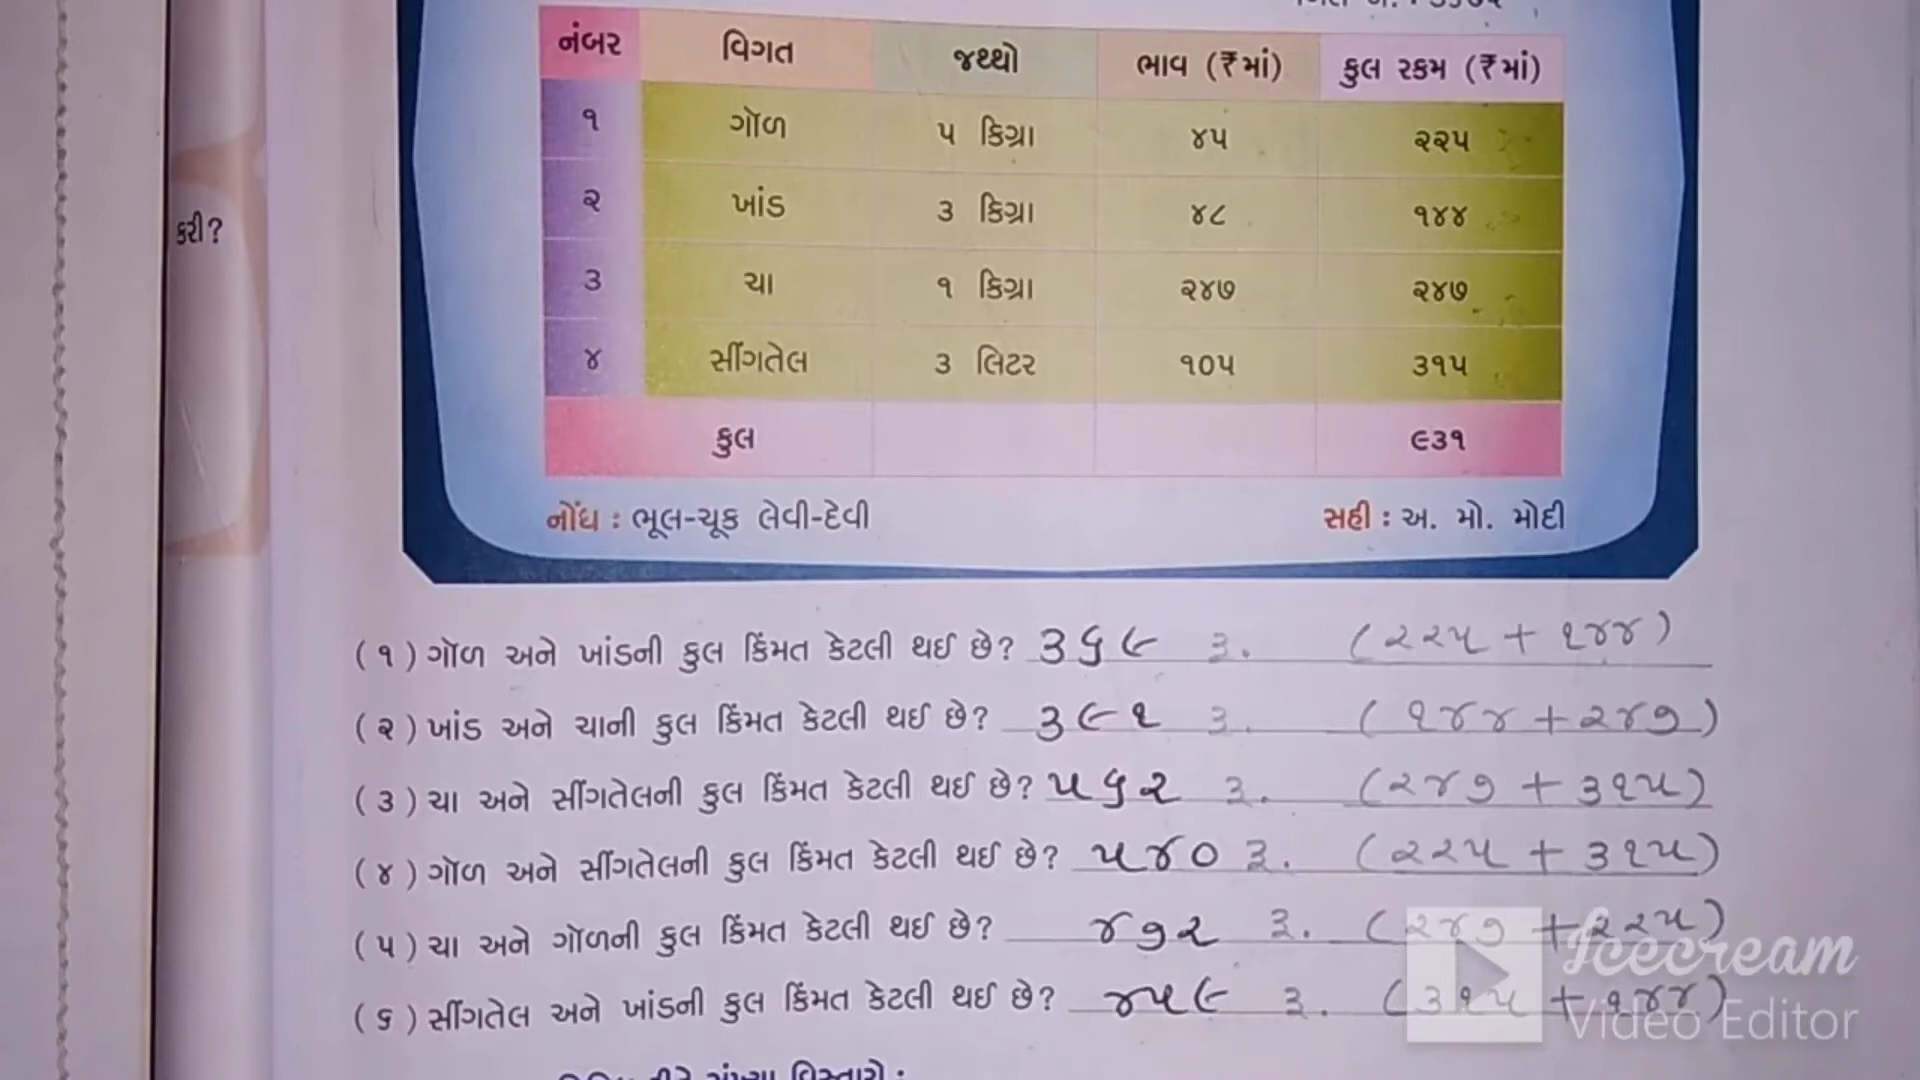 નંબર વિગત જથ્થો ભાવ (₹માં) કુલ રકમ (₹માં)
૧ ગૉળ ૫ કિગ્રા ૪૫ ૨૨૫
૨ ખાંડ ૩ કિગ્રા ૪૮ ૧૪૪
૩ ચા ૧ કિગ્રા ૨૪૭ ૨૪૭
૪ સીંગતેલ ૩ લિટર ૧૦૫ ૩૧૫
કુલ ૯૩૧
નોંધ : ભૂલ-ચૂક લેવી-દેવી સહી : અ. મો. મોદી
કરી?
(૧) ગૉળ અને ખાંડની કુલ કિંમત કેટલી થઈ છે? ૩૬૯ રૂ. (૨૨૫ + ૧૪૪)
(૨) ખાંડ અને ચાની કુલ કિંમત કેટલી થઈ છે? ૩૯૧ રૂ. (૧૪૪ + ૨૪૭)
(૩) ચા અને સીંગતેલની કુલ કિંમત કેટલી થઈ છે? ૫૬૨ રૂ. (૨૪૭ + ૩૧૫)
(૪) ગૉળ અને સીંગતેલની કુલ કિંમત કેટલી થઈ છે? ૫૪૦ રૂ. (૨૨૫ + ૩૧૫)
(૫) ચા અને ગૉળની કુલ કિંમત કેટલી થઈ છે? ૪૭૨ રૂ. (૨૪૭ + ૨૨૫)
(૬) સીંગતેલ અને ખાંડની કુલ કિંમત કેટલી થઈ છે? ૪૫૯ રૂ. (૩૧૫ + ૧૪૪)
Icecream
Video Editor